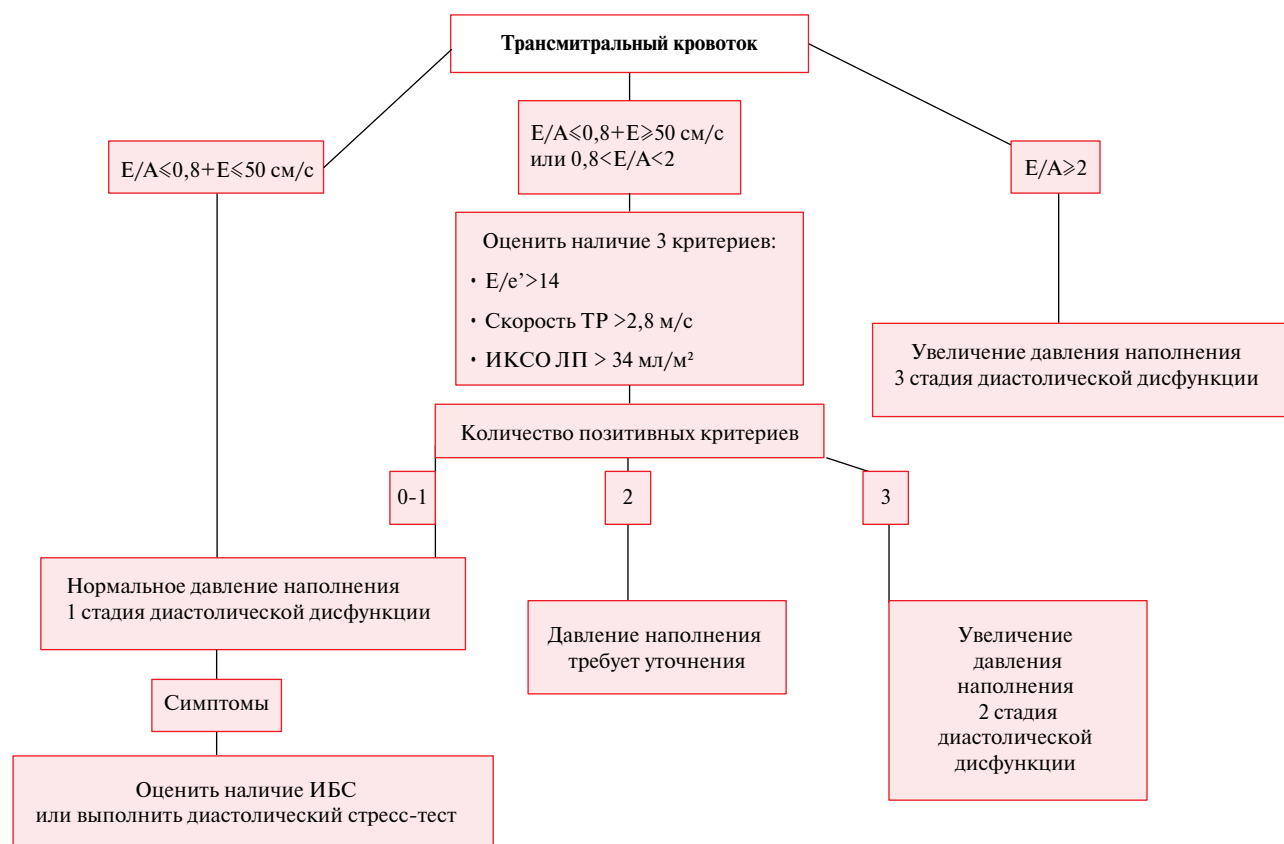 Трансмитральный кровоток
E/A⩽0,8+E⩽50 см/с
E/A⩽0,8+E⩾50 см/с
или 0,8<E/A<2
E/A⩾2
Оценить наличие 3 критериев:
• E/e’>14
• Скорость ТР >2,8 м/с
• ИКСО ЛП > 34 мл/м²
Увеличение давления наполнения
3 стадия диастолической дисфункции
Количество позитивных критериев
0-1
2
3
Нормальное давление наполнения
1 стадия диастолической дисфункции
Давление наполнения
требует уточнения
Увеличение
давления
наполнения
2 стадия
диастолической
дисфункции
Симптомы
Оценить наличие ИБС
или выполнить диастолический стресс-тест